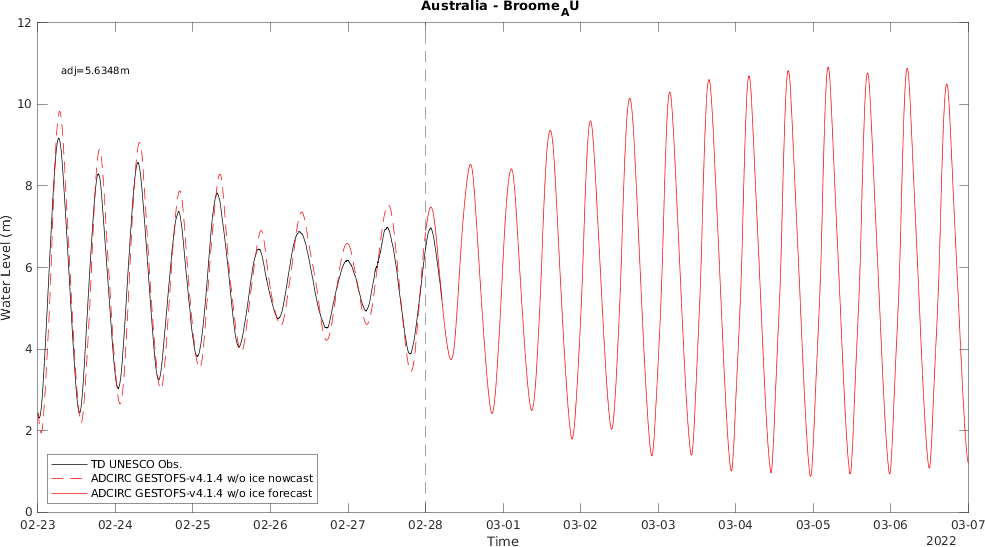 Australia - Broome_AU
12
adj=5.6348m
10
8
6
4
2
0
Water Level (m)
TD UNESCO Obs.
ADCIRC GESTOFS-v4.1.4 w/o ice nowcast
ADCIRC GESTOFS-v4.1.4 w/o ice forecast
02-23 02-24 02-25 02-26 02-27 02-28 03-01 03-02 03-03 03-04 03-05 03-06 03-07
Time
2022